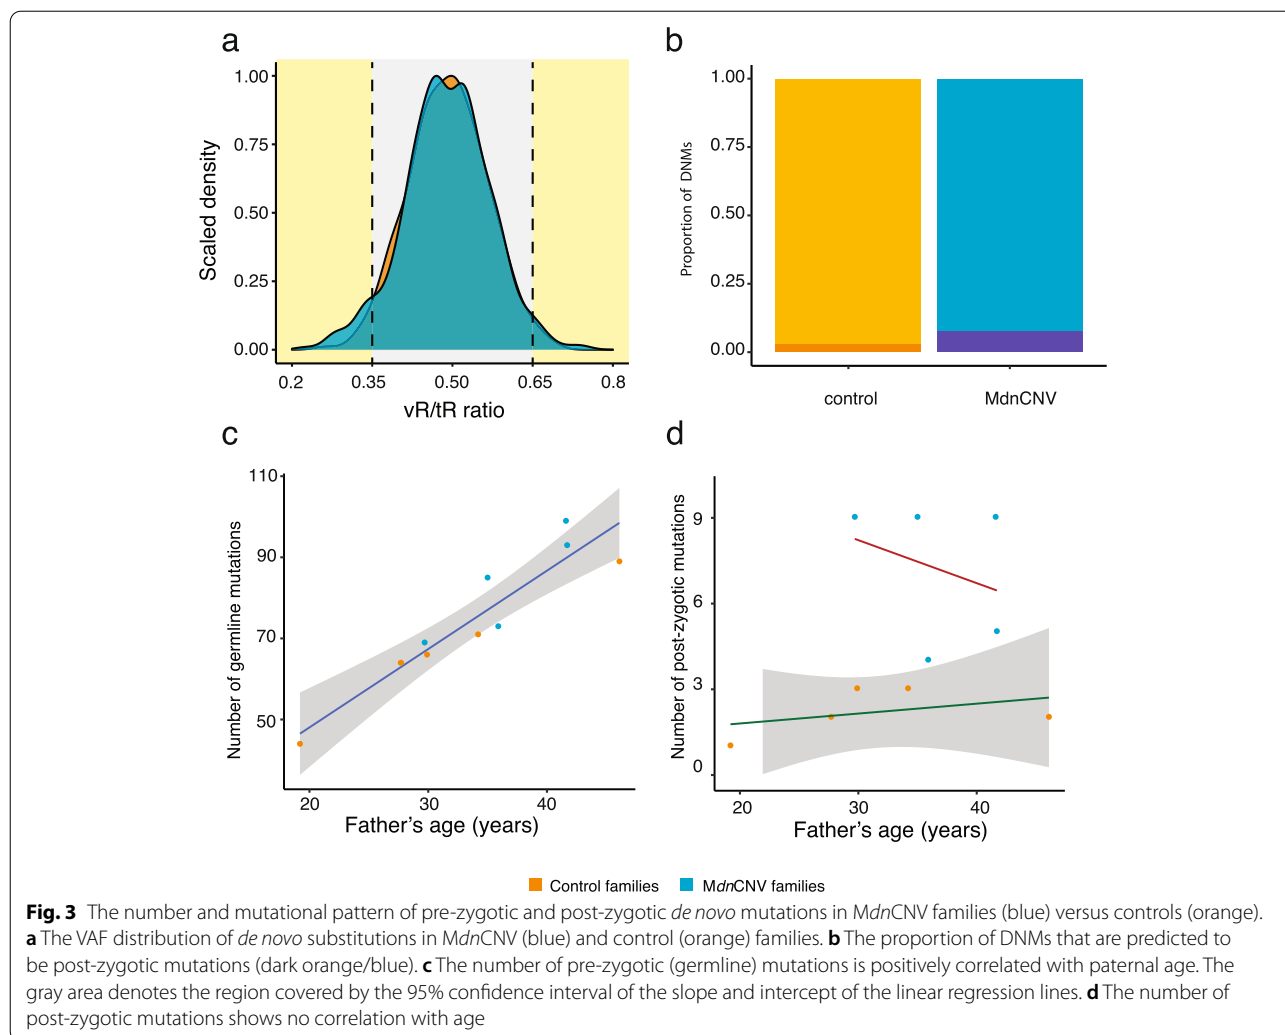 a
Scaled density
1.00
0.75
0.50
0.25
0.00
0.2 0.35 0.50 0.65 0.8
vR/tR ratio
b
Proportion of DNMs
1.00
0.75
0.50
0.25
0.00
control MdnCNV
c
Number of germline mutations
110
90
70
50
20 30 40
Father's age (years)
d
Number of post-zygotic mutations
9
6
3
0
20 30 40
Father's age (years)
Control families MdnCNV families
Fig. 3 The number and mutational pattern of pre-zygotic and post-zygotic de novo mutations in MdnCNV families (blue) versus controls (orange).
a The VAF distribution of de novo substitutions in MdnCNV (blue) and control (orange) families. b The proportion of DNMs that are predicted to
be post-zygotic mutations (dark orange/blue). c The number of pre-zygotic (germline) mutations is positively correlated with paternal age. The
gray area denotes the region covered by the 95% confidence interval of the slope and intercept of the linear regression lines. d The number of
post-zygotic mutations shows no correlation with age